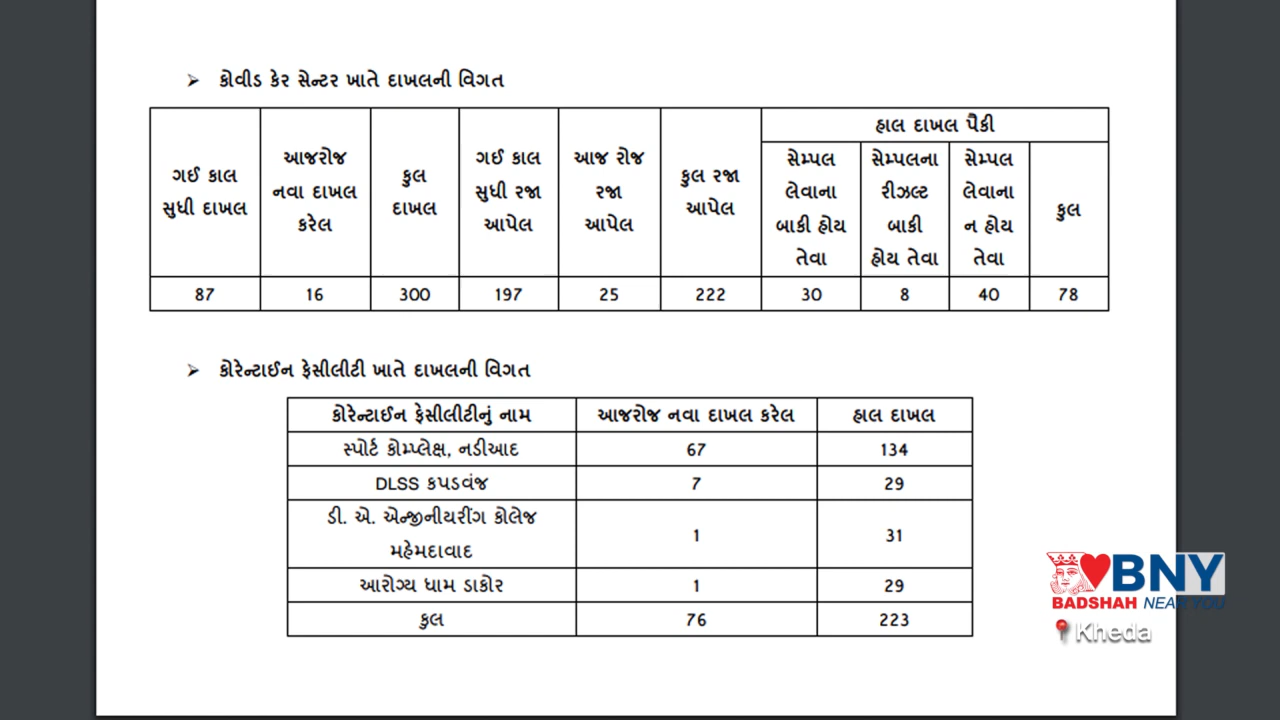 ➢ કોવીડ કેર સેન્ટર ખાતે દાખલની વિગત
હાલ દાખલ પૈકી
ગઈ કાલ
સુધી દાખલ
આજરોજ
નવા દાખલ
કરેલ
કુલ
દાખલ
ગઈ કાલ
સુધી રજા
આપેલ
આજ રોજ
રજા
આપેલ
કુલ રજા
આપેલ
સેમ્પલ
લેવાના
બાકી હોય
તેવા
સેમ્પલના
રીઝલ્ટ
બાકી
હોય તેવા
સેમ્પલ
લેવાના
ન હોય
તેવા
કુલ
87 16 300 197 25 222 30 8 40 78
➢ કોરેન્ટાઈન ફેસીલીટી ખાતે દાખલની વિગત
કોરેન્ટાઈન ફેસીલીટીનું નામ આજરોજ નવા દાખલ કરેલ હાલ દાખલ
સ્પોર્ટ કોમ્પ્લેક્ષ, નડીઆદ 67 134
DLSS કપડવંજ 7 29
ડી. એ. એન્જીનીયરીંગ કોલેજ
મહેમદાવાદ 1 31
આરોગ્ય ધામ ડાકોર 1 29
કુલ 76 223
BNY
BADSHAH NEAR YOU
Kheda